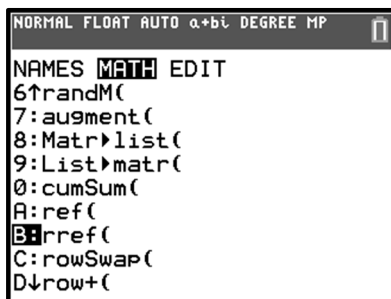 NORMAL FLOAT AUTO a+bi DEGREE MP
NAMES MATH EDIT
6↑randM(
7:augment(
8:Matr▶list(
9:List▶matr(
0:cumSum(
A:ref(
B:rref(
C:rowSwap(
D↓row+(